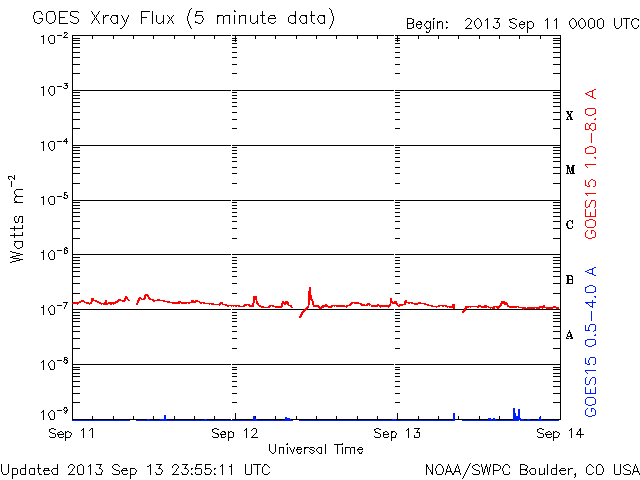 GOES Xray Flux (5 minute data)
Begin: 2013 Sep 11 0000 UTC
10-2
10-3
10-4
10-5
10-6
10-7
10-8
10-9
Watts m-2
X
M
C
B
A
GOES15 1.0-8.0 A
GOES15 0.5-4.0 A
Sep 11 Sep 12 Sep 13 Sep 14
Universal Time
Updated 2013 Sep 13 23:55:11 UTC
NOAA/SWPC Boulder, CO USA